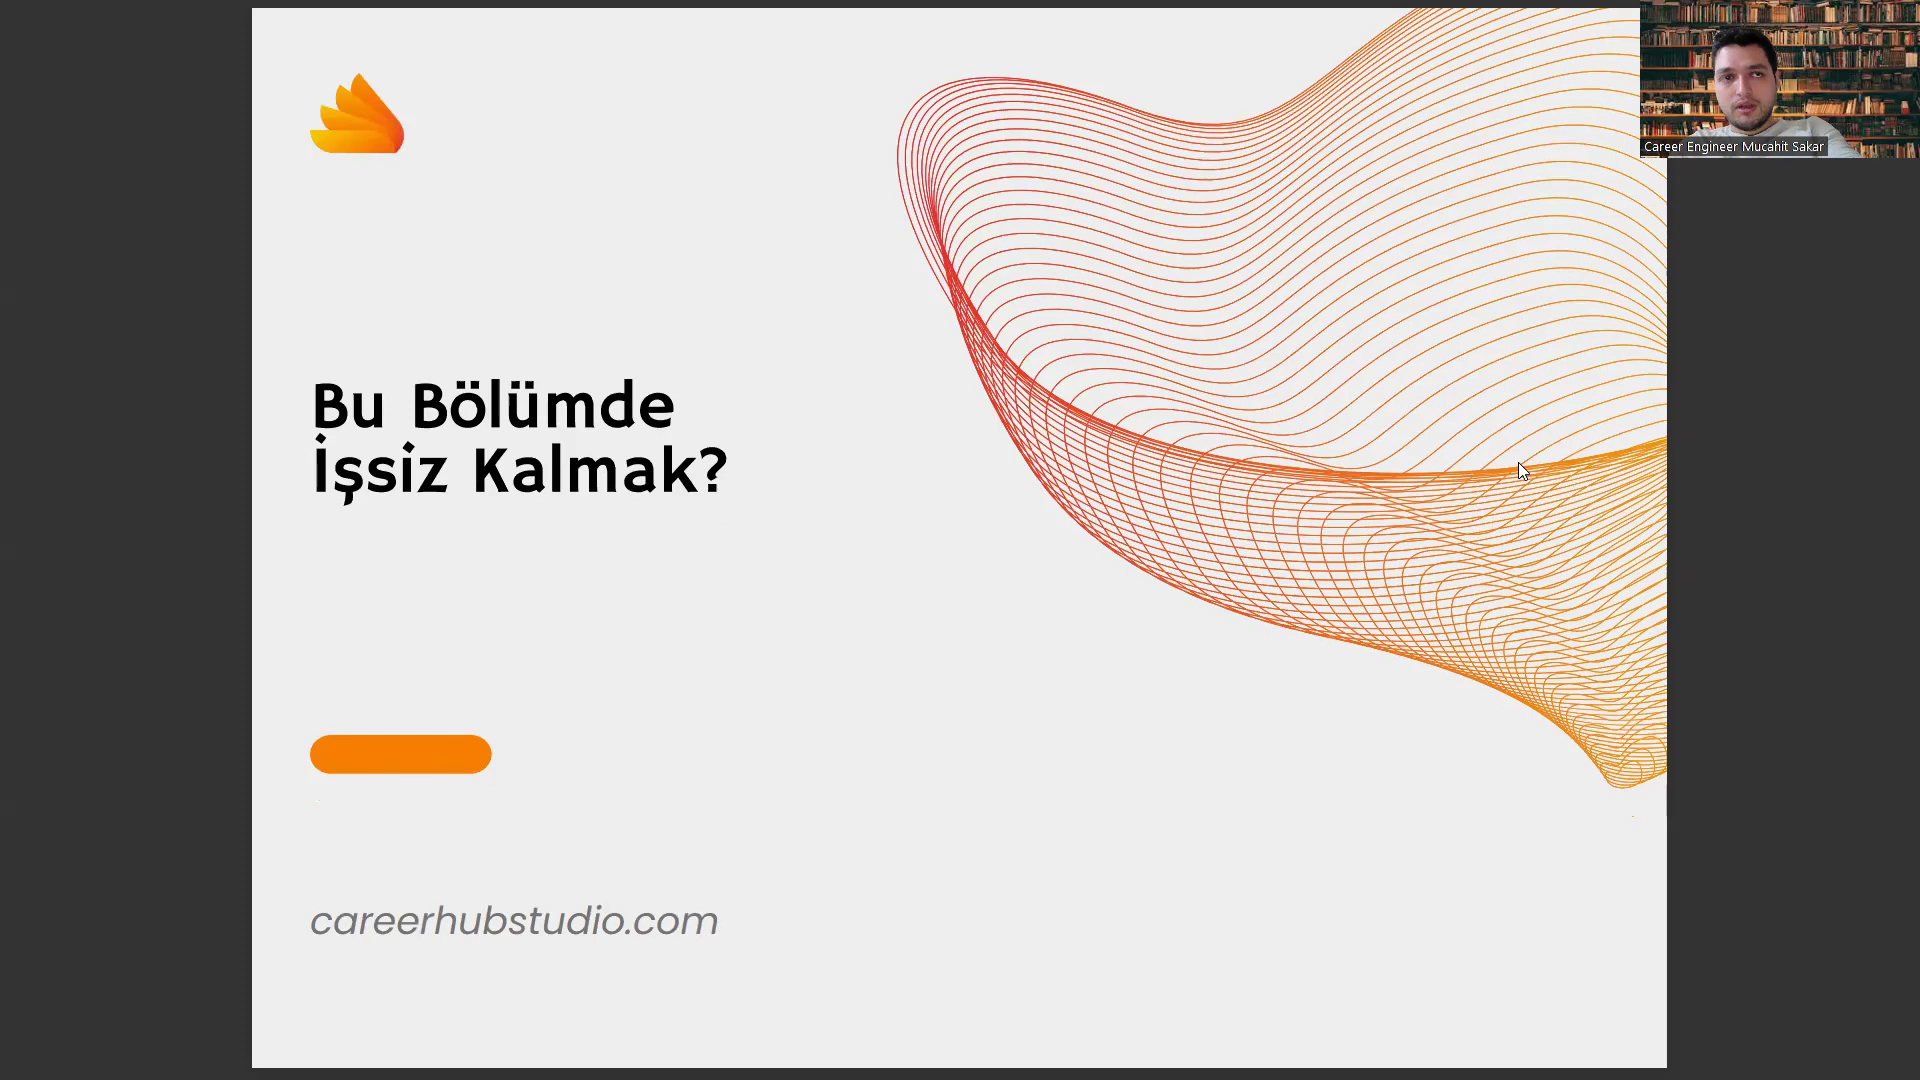 Career Engineer Mucahit Sakar
Bu Bölümde
İşsiz Kalmak?
careerhubstudio.com